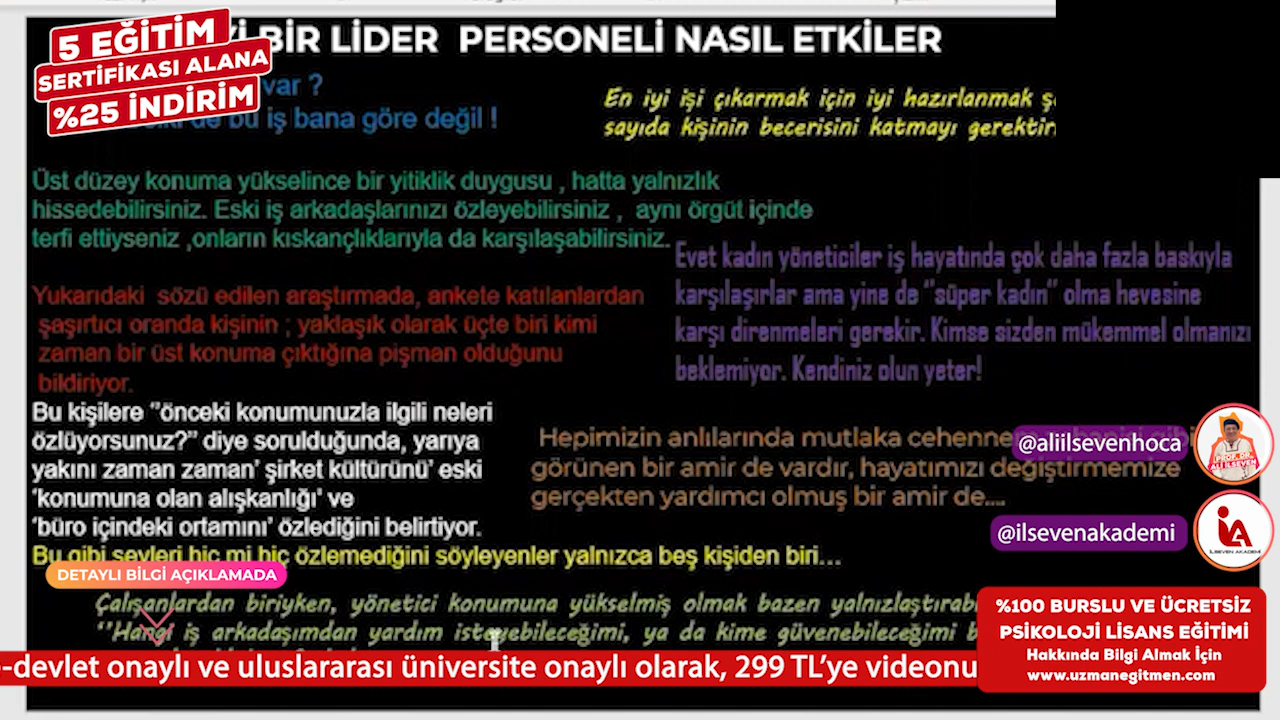 5 EĞİTİM
SERTİFİKASI ALANA
%25 İNDİRİM
BİR LİDER PERSONELİ NASIL ETKİLER
var ?
de bu iş bana göre değil !
En iyi işi çıkarmak için iyi hazırlanmak
sayıda kişinin becerisini katmayı
Üst düzey konuma yükselince bir yitiklik duygusu , hatta yalnızlık
hissedebilirsiniz. Eski iş arkadaşlarınızı özleyebilirsiniz , aynı örgüt içinde
terfi ettiyseniz ,onların kıskançlıklarıyla da karşılaşabilirsiniz.
Evet kadın yöneticiler iş hayatında çok daha fazla baskıyla
karşılaşırlar ama yine de "süper kadın" olma hevesine
karşı direnmeleri gerekir. Kimse sizden mükemmel olmanızı
beklemiyor. Kendiniz olun yeter!
Yukarıdaki sözü edilen araştırmada, ankete katılanlardan
şaşırtıcı oranda kişinin ; yaklaşık olarak üçte biri kimi
zaman bir üst konuma çıktığına pişman olduğunu
bildiriyor.
Bu kişilere "önceki konumunuzla ilgili neleri
özlüyorsunuz?" diye sorulduğunda, yarıya
yakını zaman zaman' şirket kültürünü' eski
'konumuna olan alışkanlığı' ve
'büro içindeki ortamını' özlediğini belirtiyor.
Bu gibi şeyleri hiç mi hiç özlemediğini söyleyenler yalnızca beş kişiden biri...
Hepimizin anlılarında mutlaka
görünen bir amir de vardır, hayatımızı değiştirmemize
gerçekten yardımcı olmuş bir amir de....
@aliilsevenhoca
PROF. DR.
ALİ İLSEVEN
@ilsevenakademi
İLSEVEN AKADEMİ
DETAYLI BİLGİ AÇIKLAMADA
Çalışanlardan biriyken, yönetici konumuna yükselmiş olmak bazen
''Hangi iş arkadaşımdan yardım isteyebileceğimi, ya da kime güvenebileceğimi
e-devlet onaylı ve uluslararası üniversite onaylı olarak, 299 TL'ye
%100 BURSLU VE ÜCRETSİZ
PSİKOLOJİ LİSANS EĞİTİMİ
Hakkında Bilgi Almak İçin
www.uzmanegitmen.com